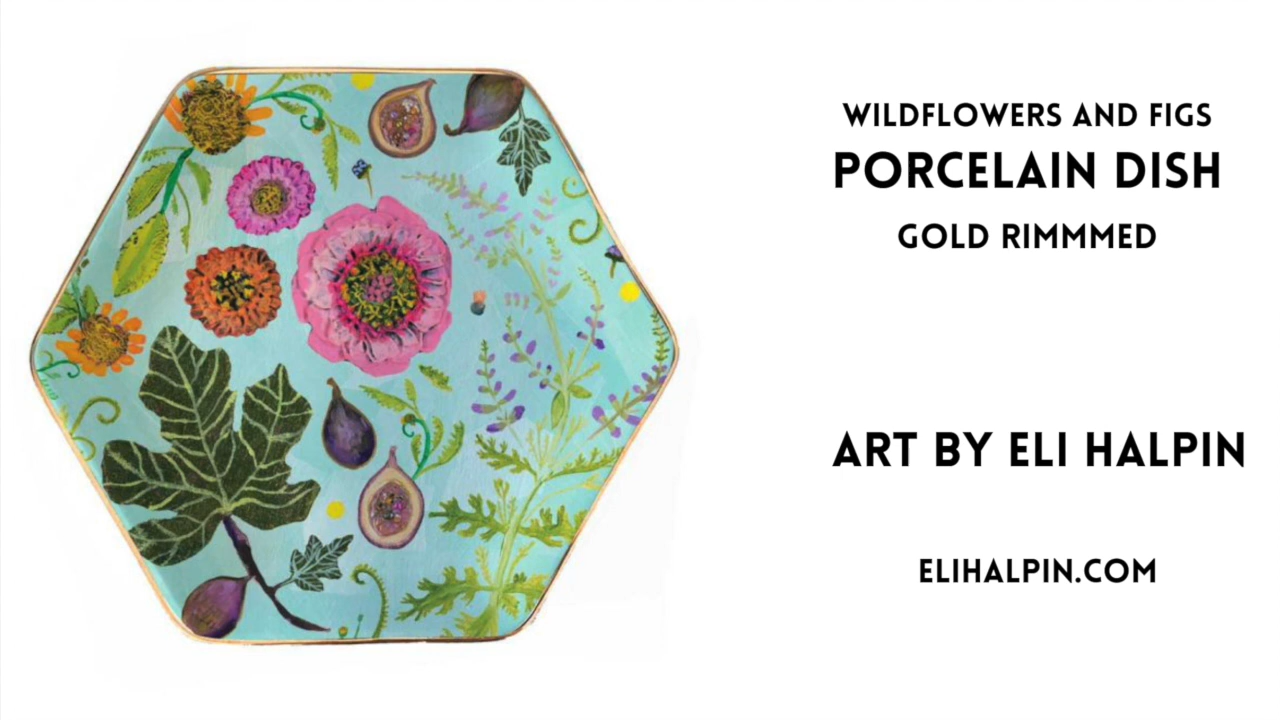 WILDFLOWERS AND FIGS
PORCELAIN DISH
GOLD RIMMMED
ART BY ELI HALPIN
ELIHALPIN.COM